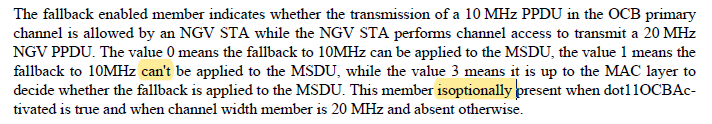 The fallback enabled member indicates whether the transmission of a 10 MHz PPDU in the OCB primary
channel is allowed by an NGV STA while the NGV STA performs channel access to transmit a 20 MHz
NGV PPDU. The value 0 means the fallback to 10MHz can be applied to the MSDU, the value 1 means the
fallback to 10MHz can't be applied to the MSDU, while the value 3 means it is up to the MAC layer to
decide whether the fallback is applied to the MSDU. This member isoptionally present when dot11OCBAc-
tivated is true and when channel width member is 20 MHz and absent otherwise.